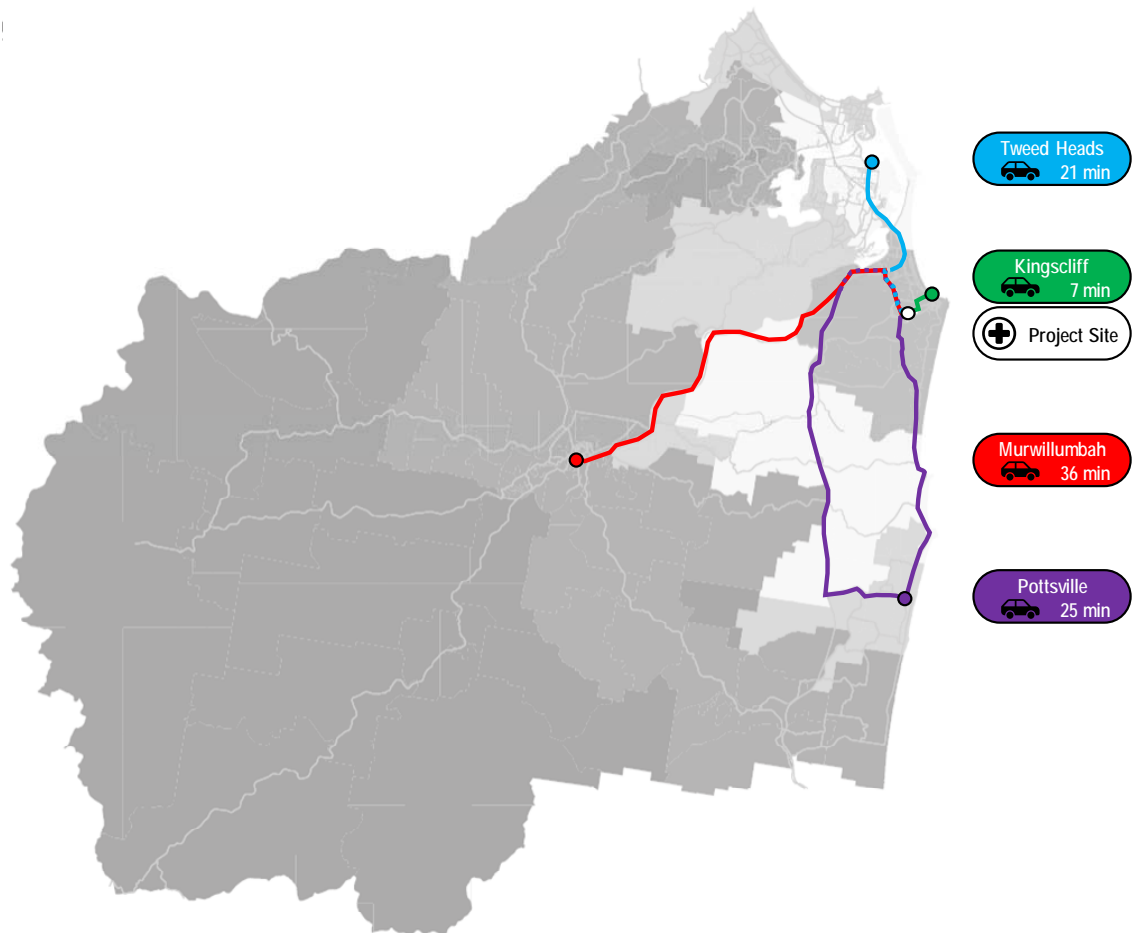 Tweed Heads
21 min
Kingscliff
7 min
Project Site
Murwillumbah
36 min
Pottsville
25 min